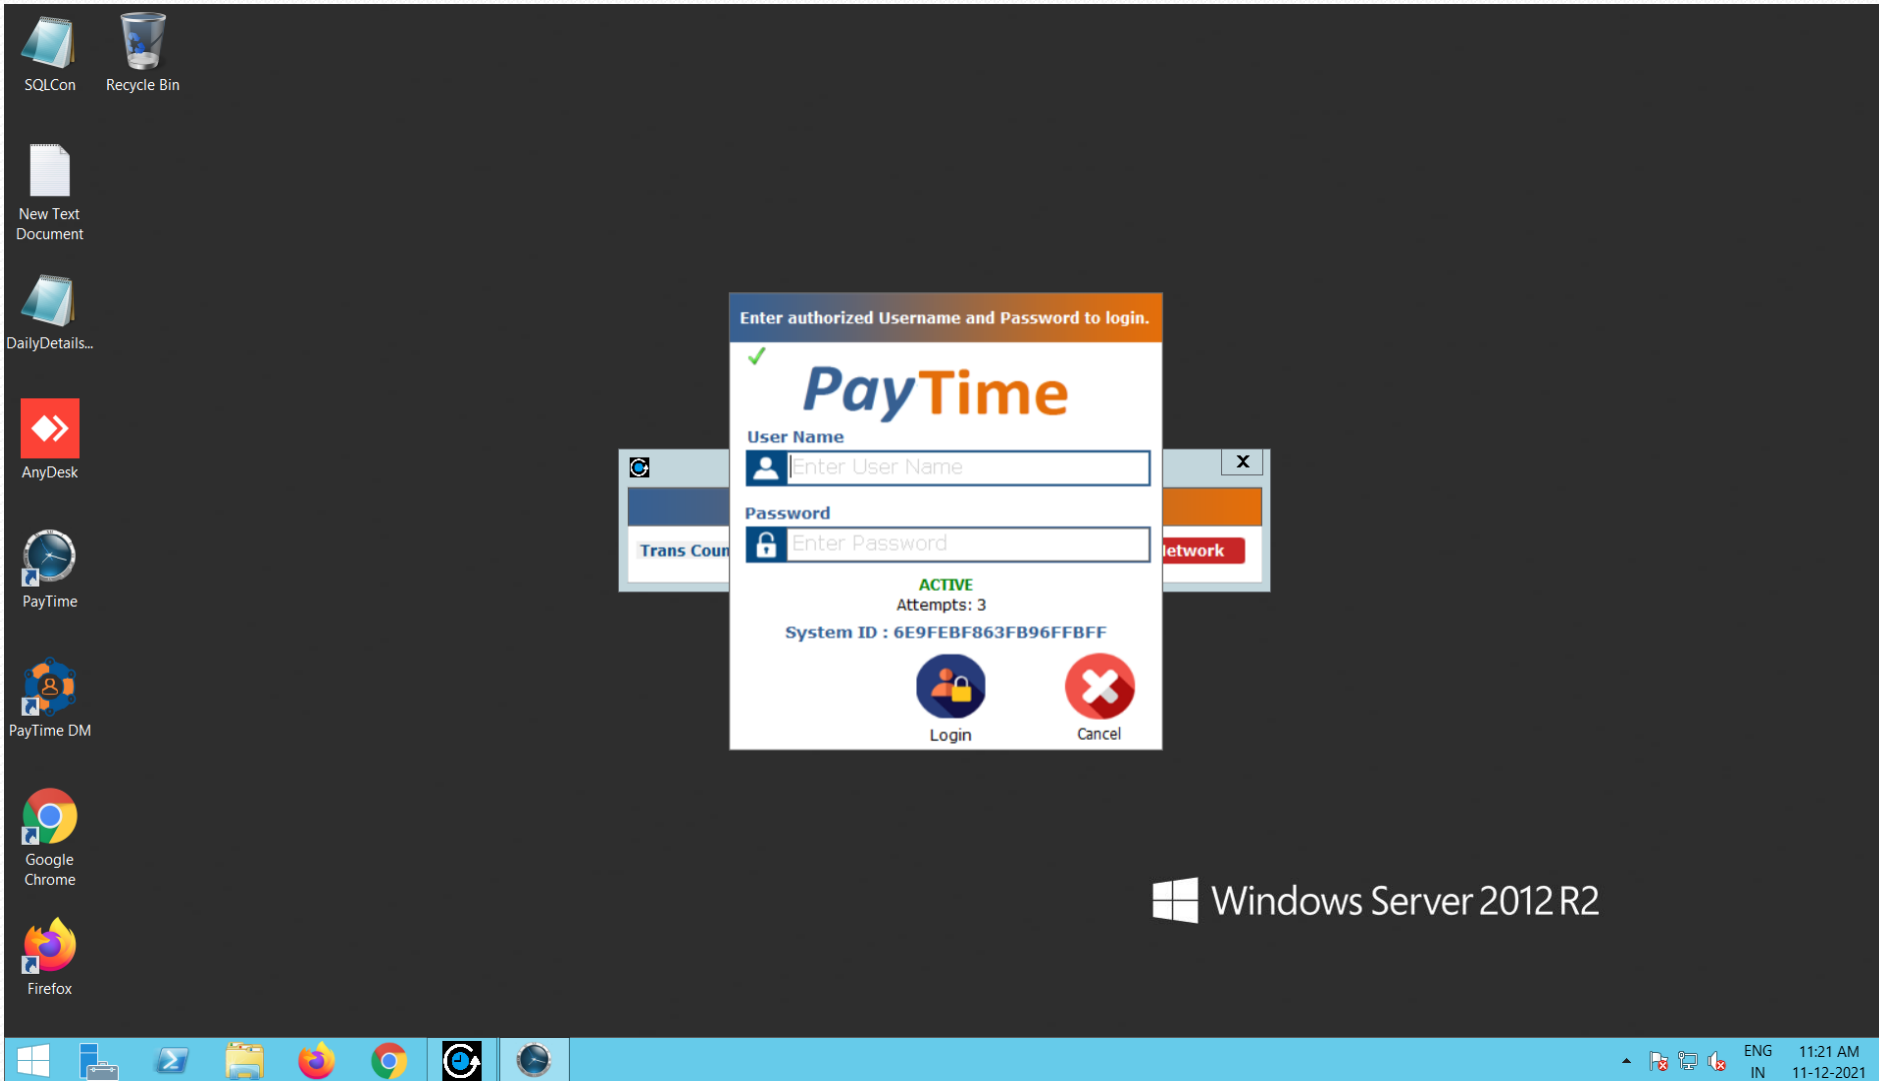 SQLCon
Recycle Bin
New Text
Document
DailyDetails...
AnyDesk
PayTime
PayTime DM
Google
Chrome
Firefox
Enter authorized Username and Password to login.
PayTime
User Name
Enter User Name
X
Password
Enter Password
Trans Coun
letwork
ACTIVE
Attempts: 3
System ID : 6E9FEBF863FB96FFBFF
Login
Cancel
Windows Server 2012 R2
ENG
IN
11:21 AM
11-12-2021